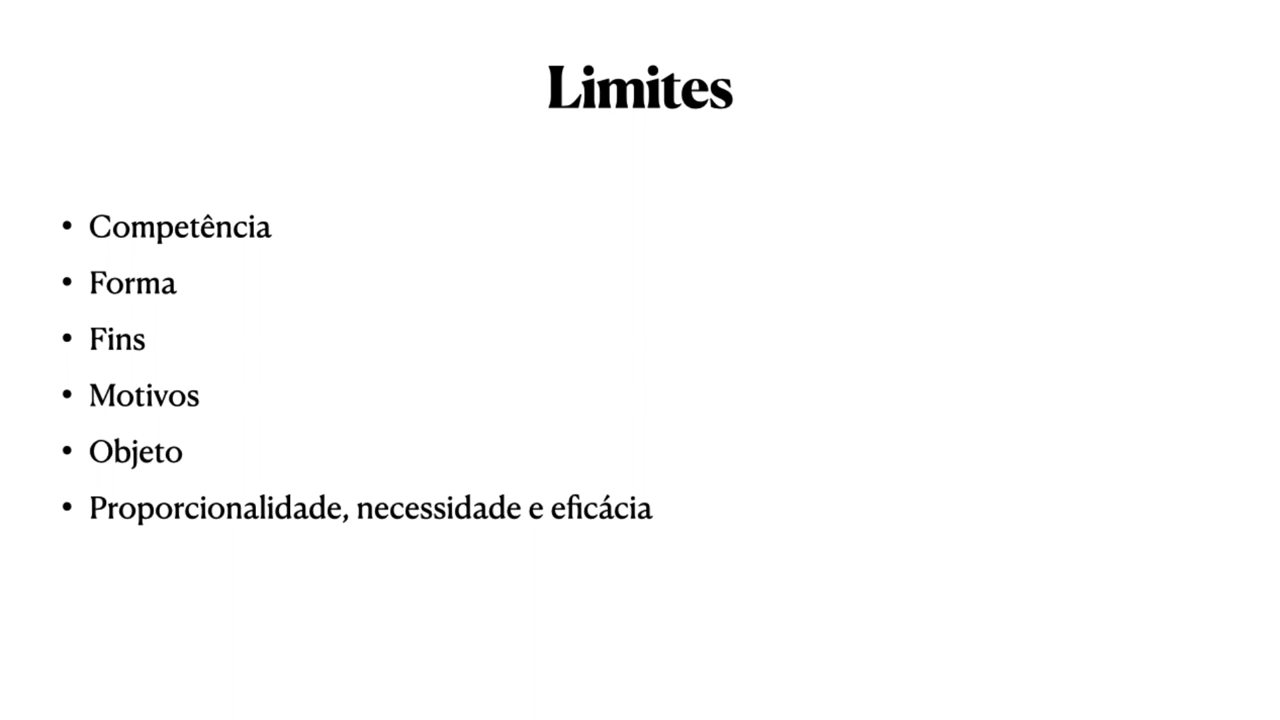 Limites
• Competência
• Forma
• Fins
• Motivos
• Objeto
• Proporcionalidade, necessidade e eficácia